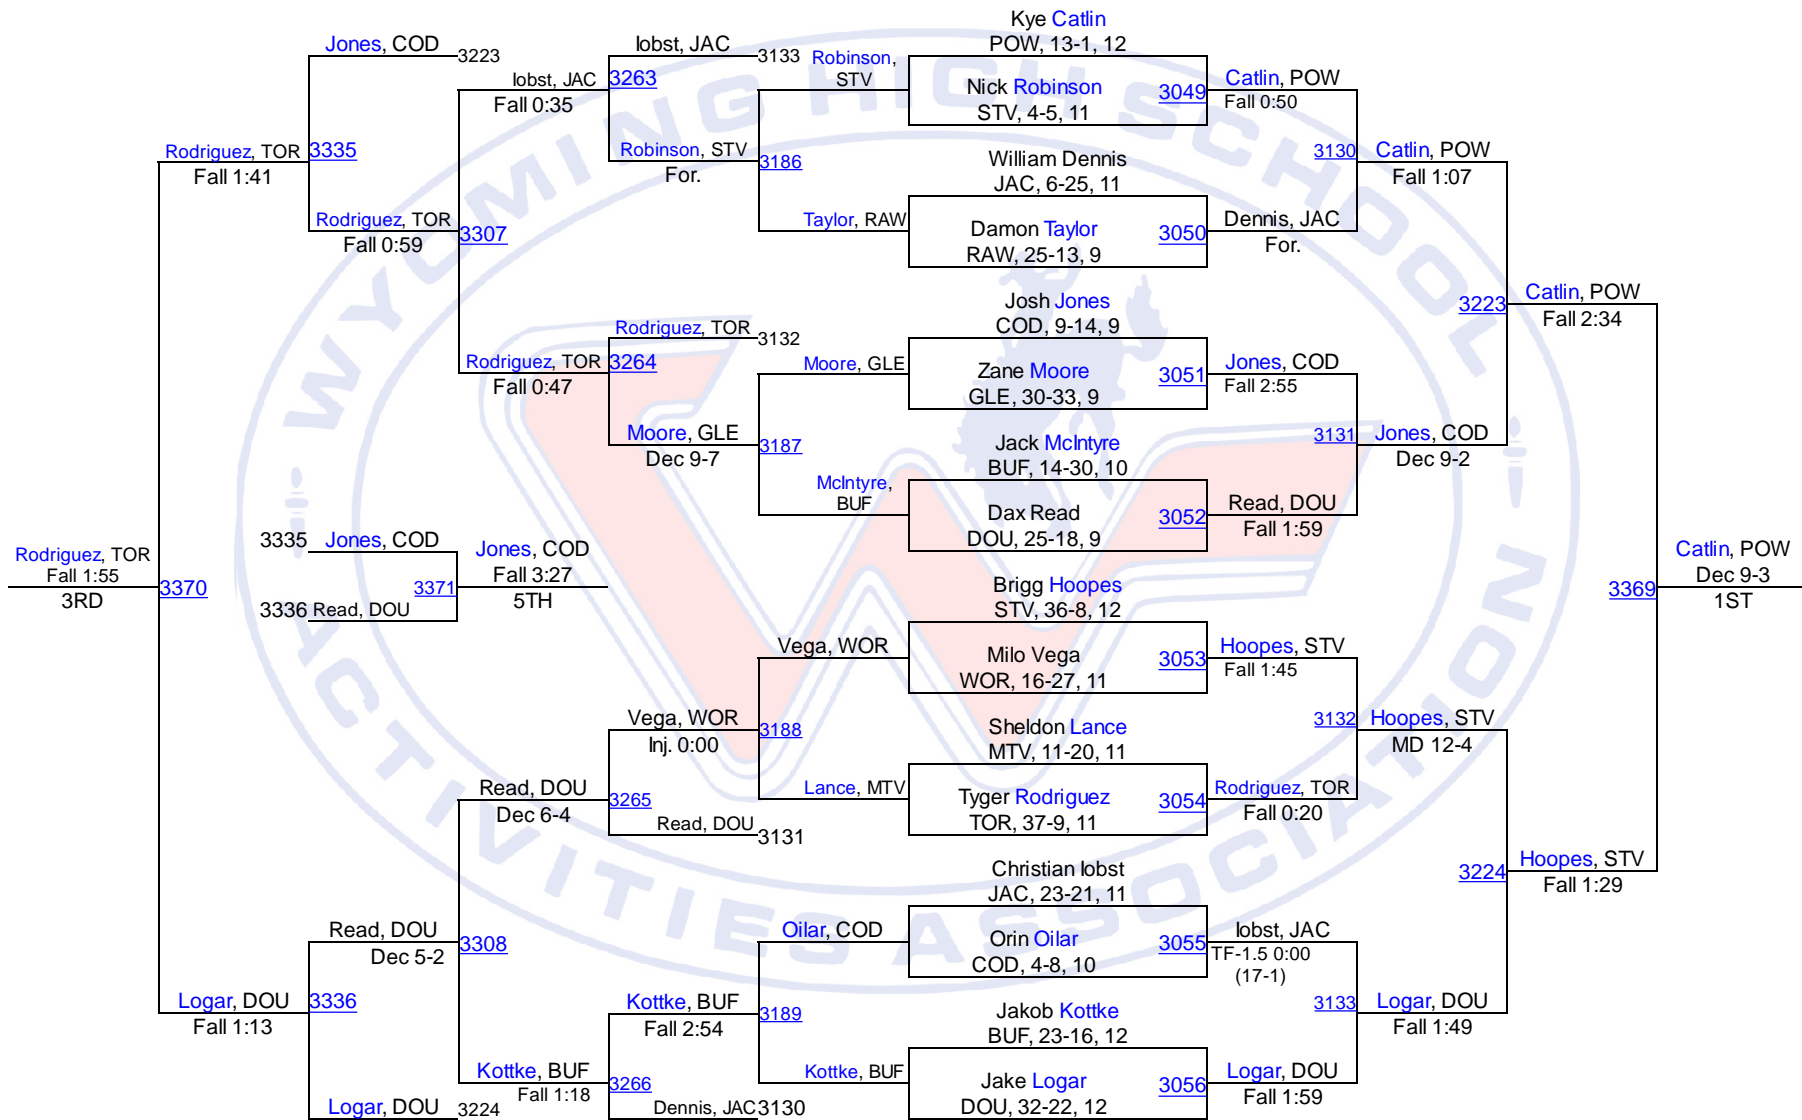 Kye Catlin
POW, 13-1, 12
Nick Robinson
STV, 4-5, 11
3049
William Dennis
JAC, 6-25, 11
Damon Taylor
RAW, 25-13, 9
3050
Josh Jones
COD, 9-14, 9
Zane Moore
GLE, 30-33, 9
3051
Jack McIntyre
BUF, 14-30, 10
Dax Read
DOU, 25-18, 9
3052
Brigg Hoopes
STV, 36-8, 12
Milo Vega
WOR, 16-27, 11
3053
Sheldon Lance
MTV, 11-20, 11
Tyger Rodriguez
TOR, 37-9, 11
3054
Christian Iobst
JAC, 23-21, 11
Orin Oilar
COD, 4-8, 10
3055
Jakob Kottke
BUF, 23-16, 12
Jake Logar
DOU, 32-22, 12
3056
Catlin, POW
Fall 0:50
3130
Dennis, JAC
For.
Jones, COD
Fall 2:55
3131
Read, DOU
Fall 1:59
Hoopes, STV
Fall 1:45
3132
Rodriguez, TOR
Fall 0:20
Iobst, JAC
TF-1.5 0:00
(17-1)
3133
Logar, DOU
Fall 1:59
Catlin, POW
Fall 1:07
3223
Jones, COD
Dec 9-2
Hoopes, STV
MD 12-4
3224
Logar, DOU
Fall 1:49
Catlin, POW
Fall 2:34
3369
Hoopes, STV
Fall 1:29
Catlin, POW
Dec 9-3
1ST
Robinson,
STV
3186
Taylor, RAW
Moore, GLE
3187
McIntyre,
BUF
Vega, WOR
3188
Lance, MTV
Oilar, COD
3189
Kottke, BUF
Iobst, JAC
3133
3263
Robinson, STV
For.
Rodriguez, TOR
3132
3264
Moore, GLE
Dec 9-7
Vega, WOR
Inj. 0:00
3265
Read, DOU
3131
Kottke, BUF
Fall 2:54
3266
Dennis, JAC
3130
Iobst, JAC
Fall 0:35
3307
Rodriguez, TOR
Fall 0:47
Read, DOU
Dec 6-4
3308
Kottke, BUF
Fall 1:18
Jones, COD
3223
3335
Rodriguez, TOR
Fall 0:59
Read, DOU
Dec 5-2
3336
Logar, DOU
3224
Rodriguez, TOR
Fall 1:41
3370
Logar, DOU
Fall 1:13
Rodriguez, TOR
Fall 1:55
3RD
3335
Jones, COD
3371
3336
Read, DOU
Jones, COD
Fall 3:27
5TH
WYOMING HIGH SCHOOL
ACTIVITIES ASSOCIATION